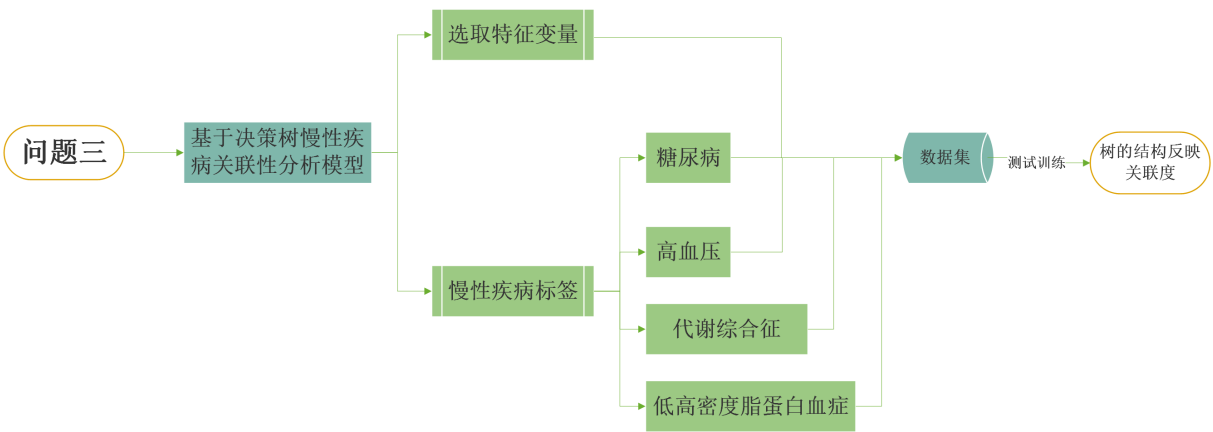 问题三
基于决策树慢性疾
病关联性分析模型
选取特征变量
慢性疾病标签
糖尿病
高血压
代谢综合征
低高密度脂蛋白血症
数据集
测试训练
树的结构反映
关联度